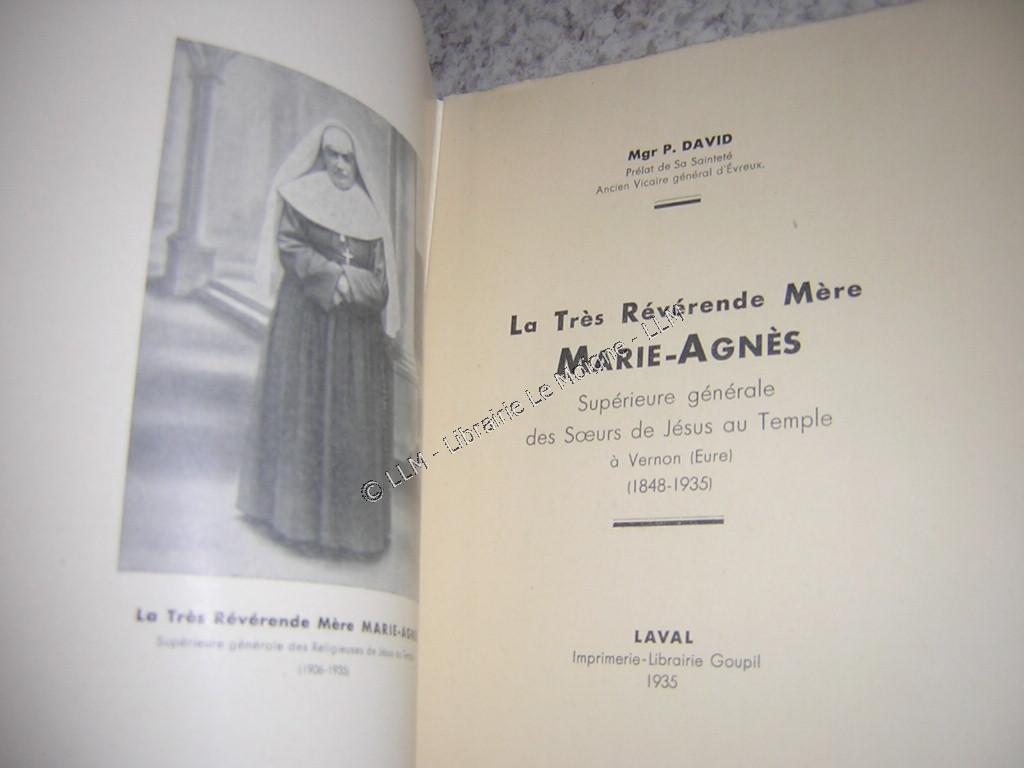 La Très Révérende Mère MARIE-AGNÈ
Supérieure générale des Religieuses de Jésus au Temple
(1906-1935)
Mgr P. DAVID
Prélat de Sa Sainteté
Ancien Vicaire général d'Évreux.
La Très Révérende Mère
MARIE-AGNÈS
Supérieure générale
des Sœurs de Jésus au Temple
à Vernon (Eure)
(1848-1935)
LAVAL
Imprimerie-Librairie Goupil
1935
© LLM - Librairie Le Moigne - LLM